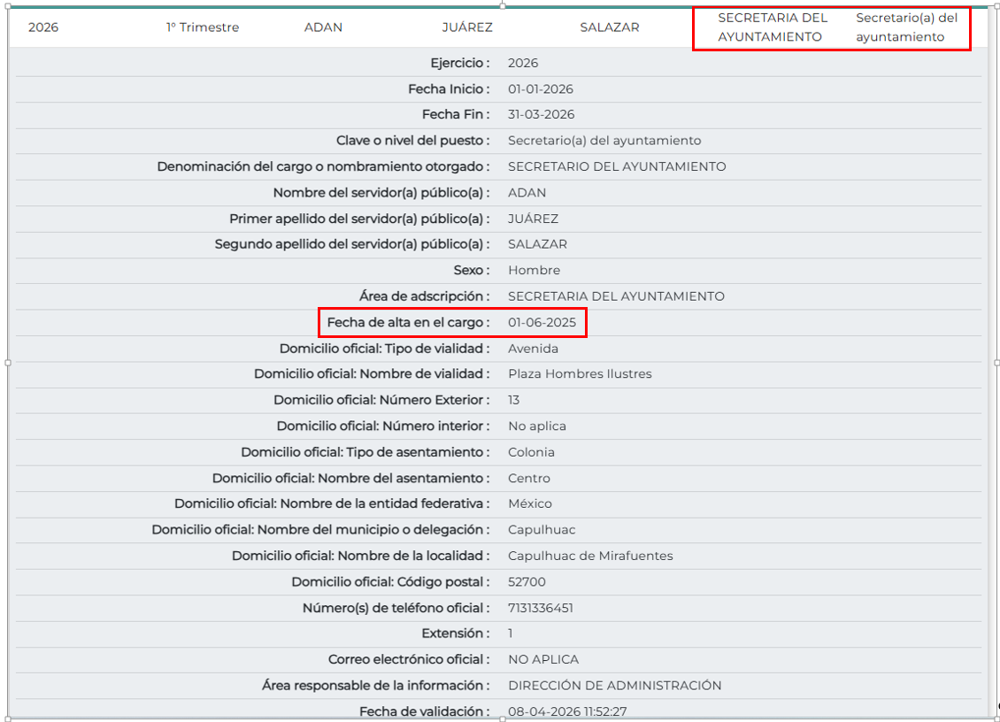 2026 1° Trimestre ADAN JUÁREZ SALAZAR SECRETARIA DEL AYUNTAMIENTO Secretario(a) del ayuntamiento
Ejercicio : 2026
Fecha Inicio : 01-01-2026
Fecha Fin : 31-03-2026
Clave o nivel del puesto : Secretario(a) del ayuntamiento
Denominación del cargo o nombramiento otorgado : SECRETARIO DEL AYUNTAMIENTO
Nombre del servidor(a) público(a) : ADAN
Primer apellido del servidor(a) público(a) : JUÁREZ
Segundo apellido del servidor(a) público(a) : SALAZAR
Sexo : Hombre
Área de adscripción : SECRETARIA DEL AYUNTAMIENTO
Fecha de alta en el cargo : 01-06-2025
Domicilio oficial: Tipo de vialidad : Avenida
Domicilio oficial: Nombre de vialidad : Plaza Hombres Ilustres
Domicilio oficial: Número Exterior : 13
Domicilio oficial: Número interior : No aplica
Domicilio oficial: Tipo de asentamiento : Colonia
Domicilio oficial: Nombre del asentamiento : Centro
Domicilio oficial: Nombre de la entidad federativa : México
Domicilio oficial: Nombre del municipio o delegación : Capulhuac
Domicilio oficial: Nombre de la localidad : Capulhuac de Mirafuentes
Domicilio oficial: Código postal : 52700
Número(s) de teléfono oficial : 7131336451
Extensión : 1
Correo electrónico oficial : NO APLICA
Área responsable de la información : DIRECCIÓN DE ADMINISTRACIÓN
Fecha de validación : 08-04-2026 11:52:27